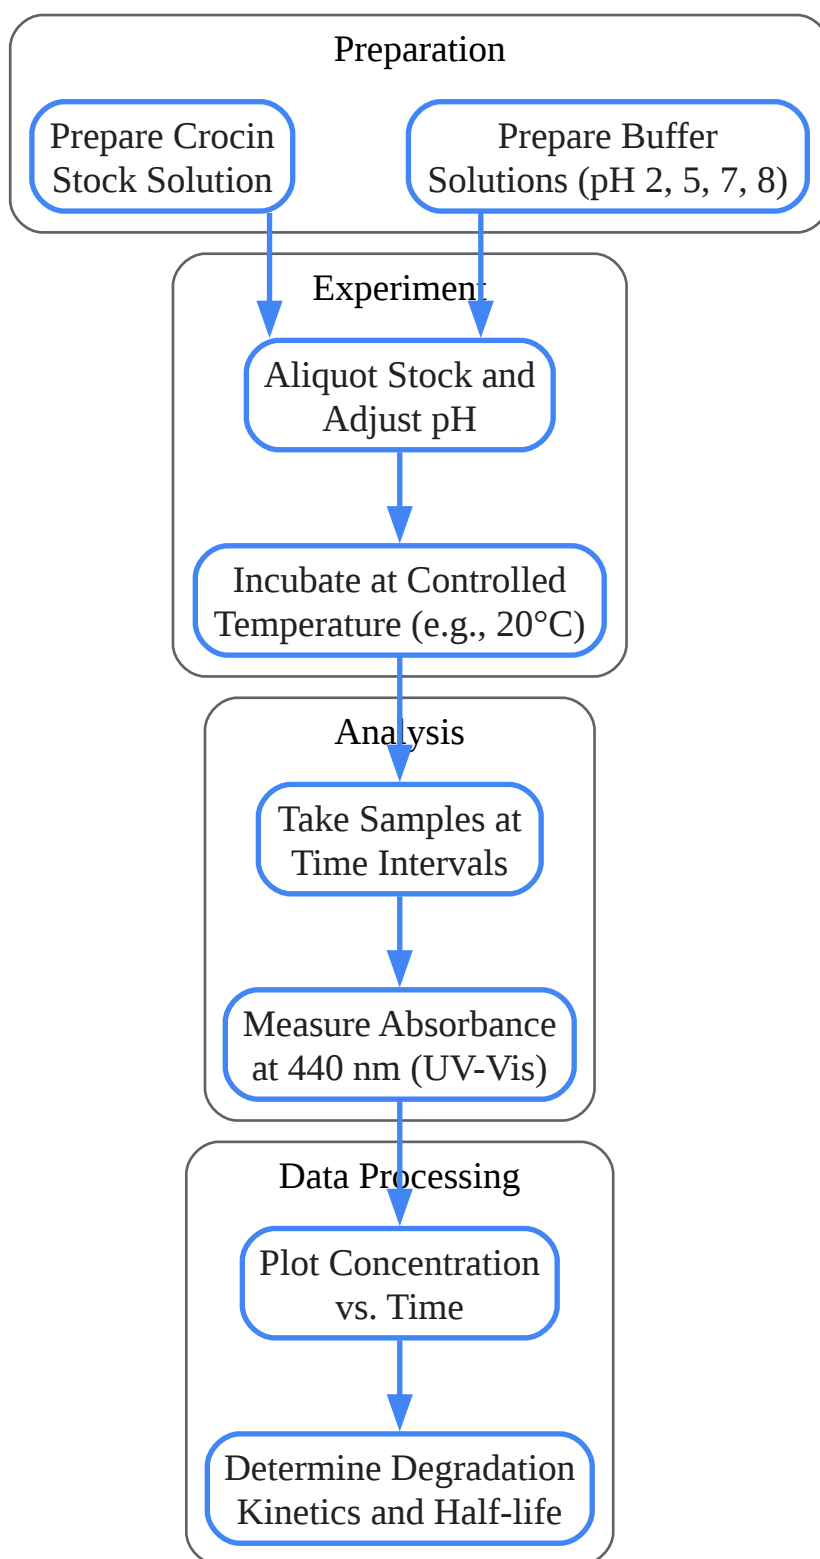 Preparation
Prepare Crocin
Stock Solution
Prepare Buffer
Solutions (pH 2, 5, 7, 8)
Experiment
Aliquot Stock and
Adjust pH
Incubate at Controlled
Temperature (e.g., 20°C)
Analysis
Take Samples at
Time Intervals
Measure Absorbance
at 440 nm (UV-Vis)
Data Processing
Plot Concentration
vs. Time
Determine Degradation
Kinetics and Half-life